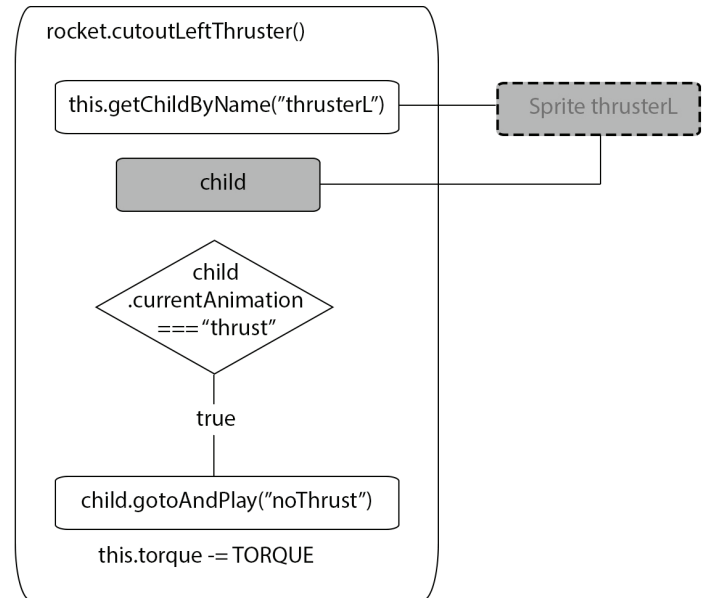 rocket.cutoutLeftThruster()
this.getChildByName(”thrusterL”)
Sprite thrusterL
child
child
.currentAnimation
=== “thrust”
true
child.gotoAndPlay(”noThrust”)
this.torque -= TORQUE